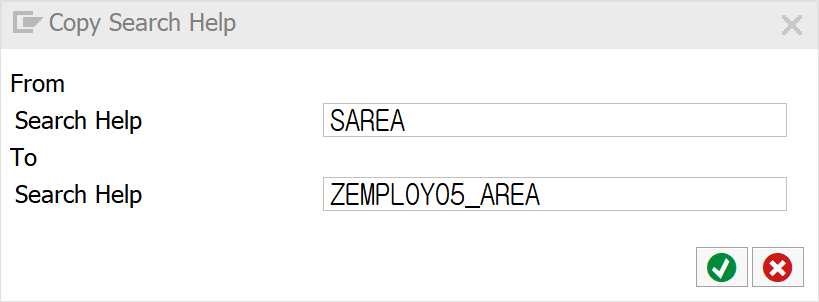 Copy Search Help
From
Search Help SAREA
To
Search Help ZEMPLOY05_AREA